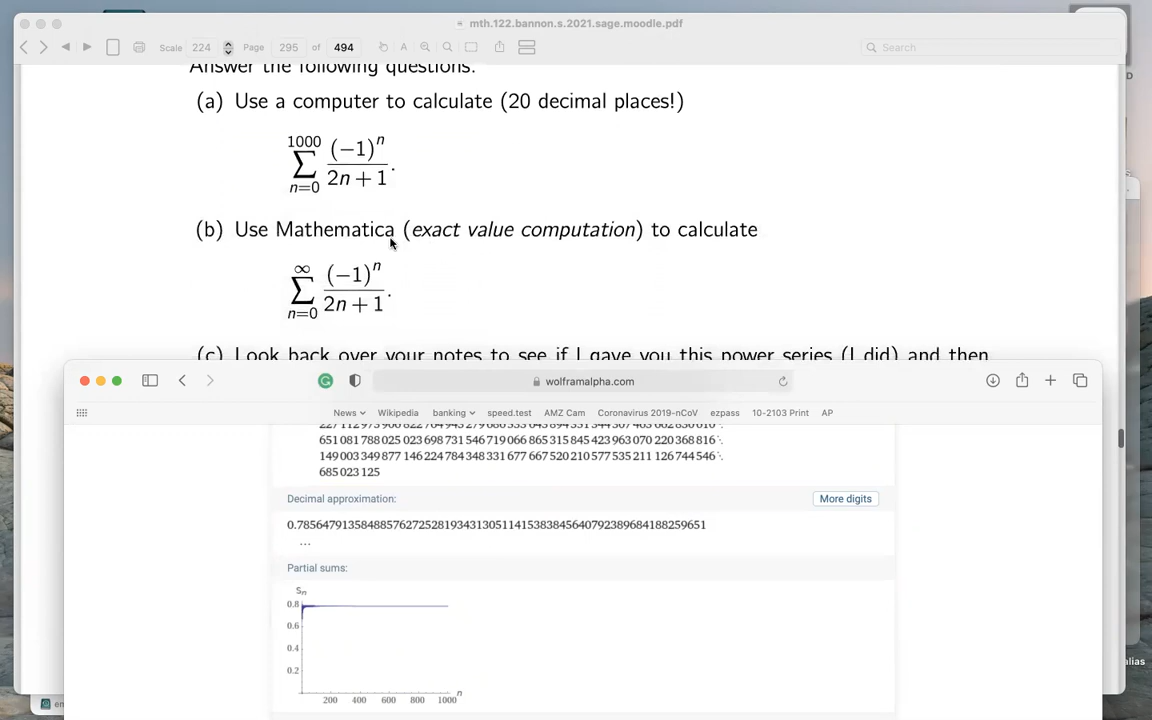 mth.122.bannon.s.2021.sage.moodle.pdf
Scale 224 Page 295 of 494 A Search
Answer the following questions.
(a) Use a computer to calculate (20 decimal places!)
1000
∑ (−1)^n / (2n + 1).
n=0
(b) Use Mathematica (exact value computation) to calculate
∞
∑ (−1)^n / (2n + 1).
n=0
(c) Look back over your notes to see if I gave you this power series (I did) and then
wolframalpha.com
News Wikipedia banking speed.test AMZ Cam Coronavirus 2019-nCoV ezpass 10-2103 Print AP
651 081 788 025 023 698 731 546 719 066 865 315 845 423 963 070 220 368 816
149 003 349 877 146 224 784 348 331 677 667 520 210 577 535 211 126 744 546
685 023 125
Decimal approximation: More digits
0.785647913584885762725281934313051141538384564079238968418825965​1
...
Partial sums:
Sn
0.8
0.6
0.4
0.2
n
200 400 600 800 1000
alias